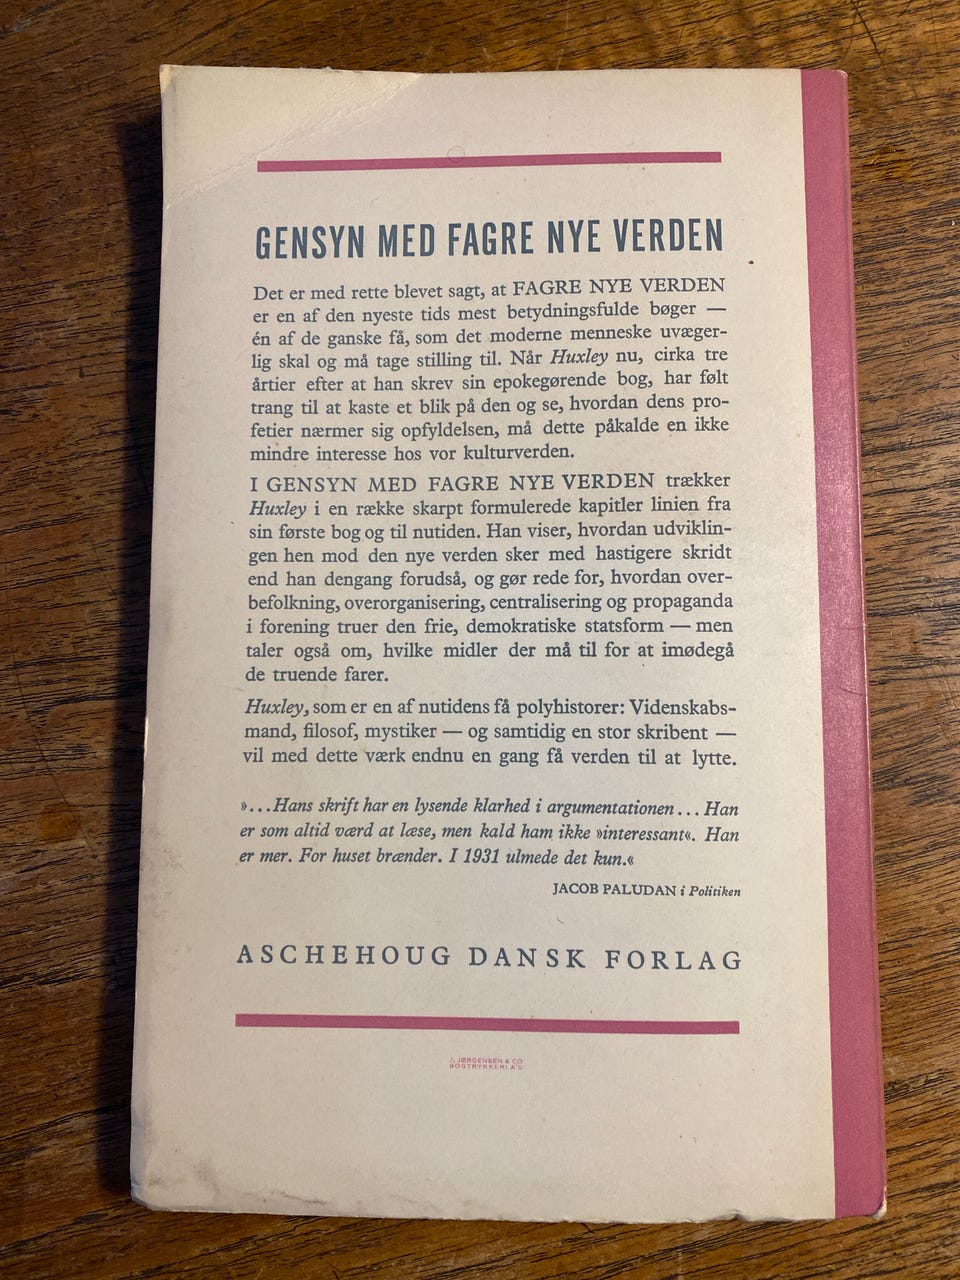 GENSYN MED FAGRE NYE VERDEN
Det er med rette blevet sagt, at FAGRE NYE VERDEN
er en af den nyeste tids mest betydningsfulde bøger —
én af de ganske få, som det moderne menneske uvæger-
lig skal og må tage stilling til. Når Huxley nu, cirka tre
årtier efter at han skrev sin epokegørende bog, har følt
trang til at kaste et blik på den og se, hvordan dens pro-
fetier nærmer sig opfyldelsen, må dette påkalde en ikke
mindre interesse hos vor kulturverden.
I GENSYN MED FAGRE NYE VERDEN trækker
Huxley i en række skarpt formulerede kapitler linien fra
sin første bog og til nutiden. Han viser, hvordan udviklin-
gen hen mod den nye verden sker med hastigere skridt
end han dengang forudså, og gør rede for, hvordan over-
befolkning, overorganisering, centralisering og propaganda
i forening truer den frie, demokratiske statsform — men
taler også om, hvilke midler der må til for at imødegå
de truende farer.
Huxley, som er en af nutidens få polyhistorer: Videnskabs-
mand, filosof, mystiker — og samtidig en stor skribent —
vil med dette værk endnu en gang få verden til at lytte.
»...Hans skrift har en lysende klarhed i argumentationen... Han
er som altid værd at læse, men kald ham ikke »interessant«. Han
er mer. For huset brænder. I 1931 ulmede det kun.«
JACOB PALUDAN i Politiken
ASCHEHOUG DANSK FORLAG
J. JØRGENSEN & CO
BOGTRYKKERI A/S